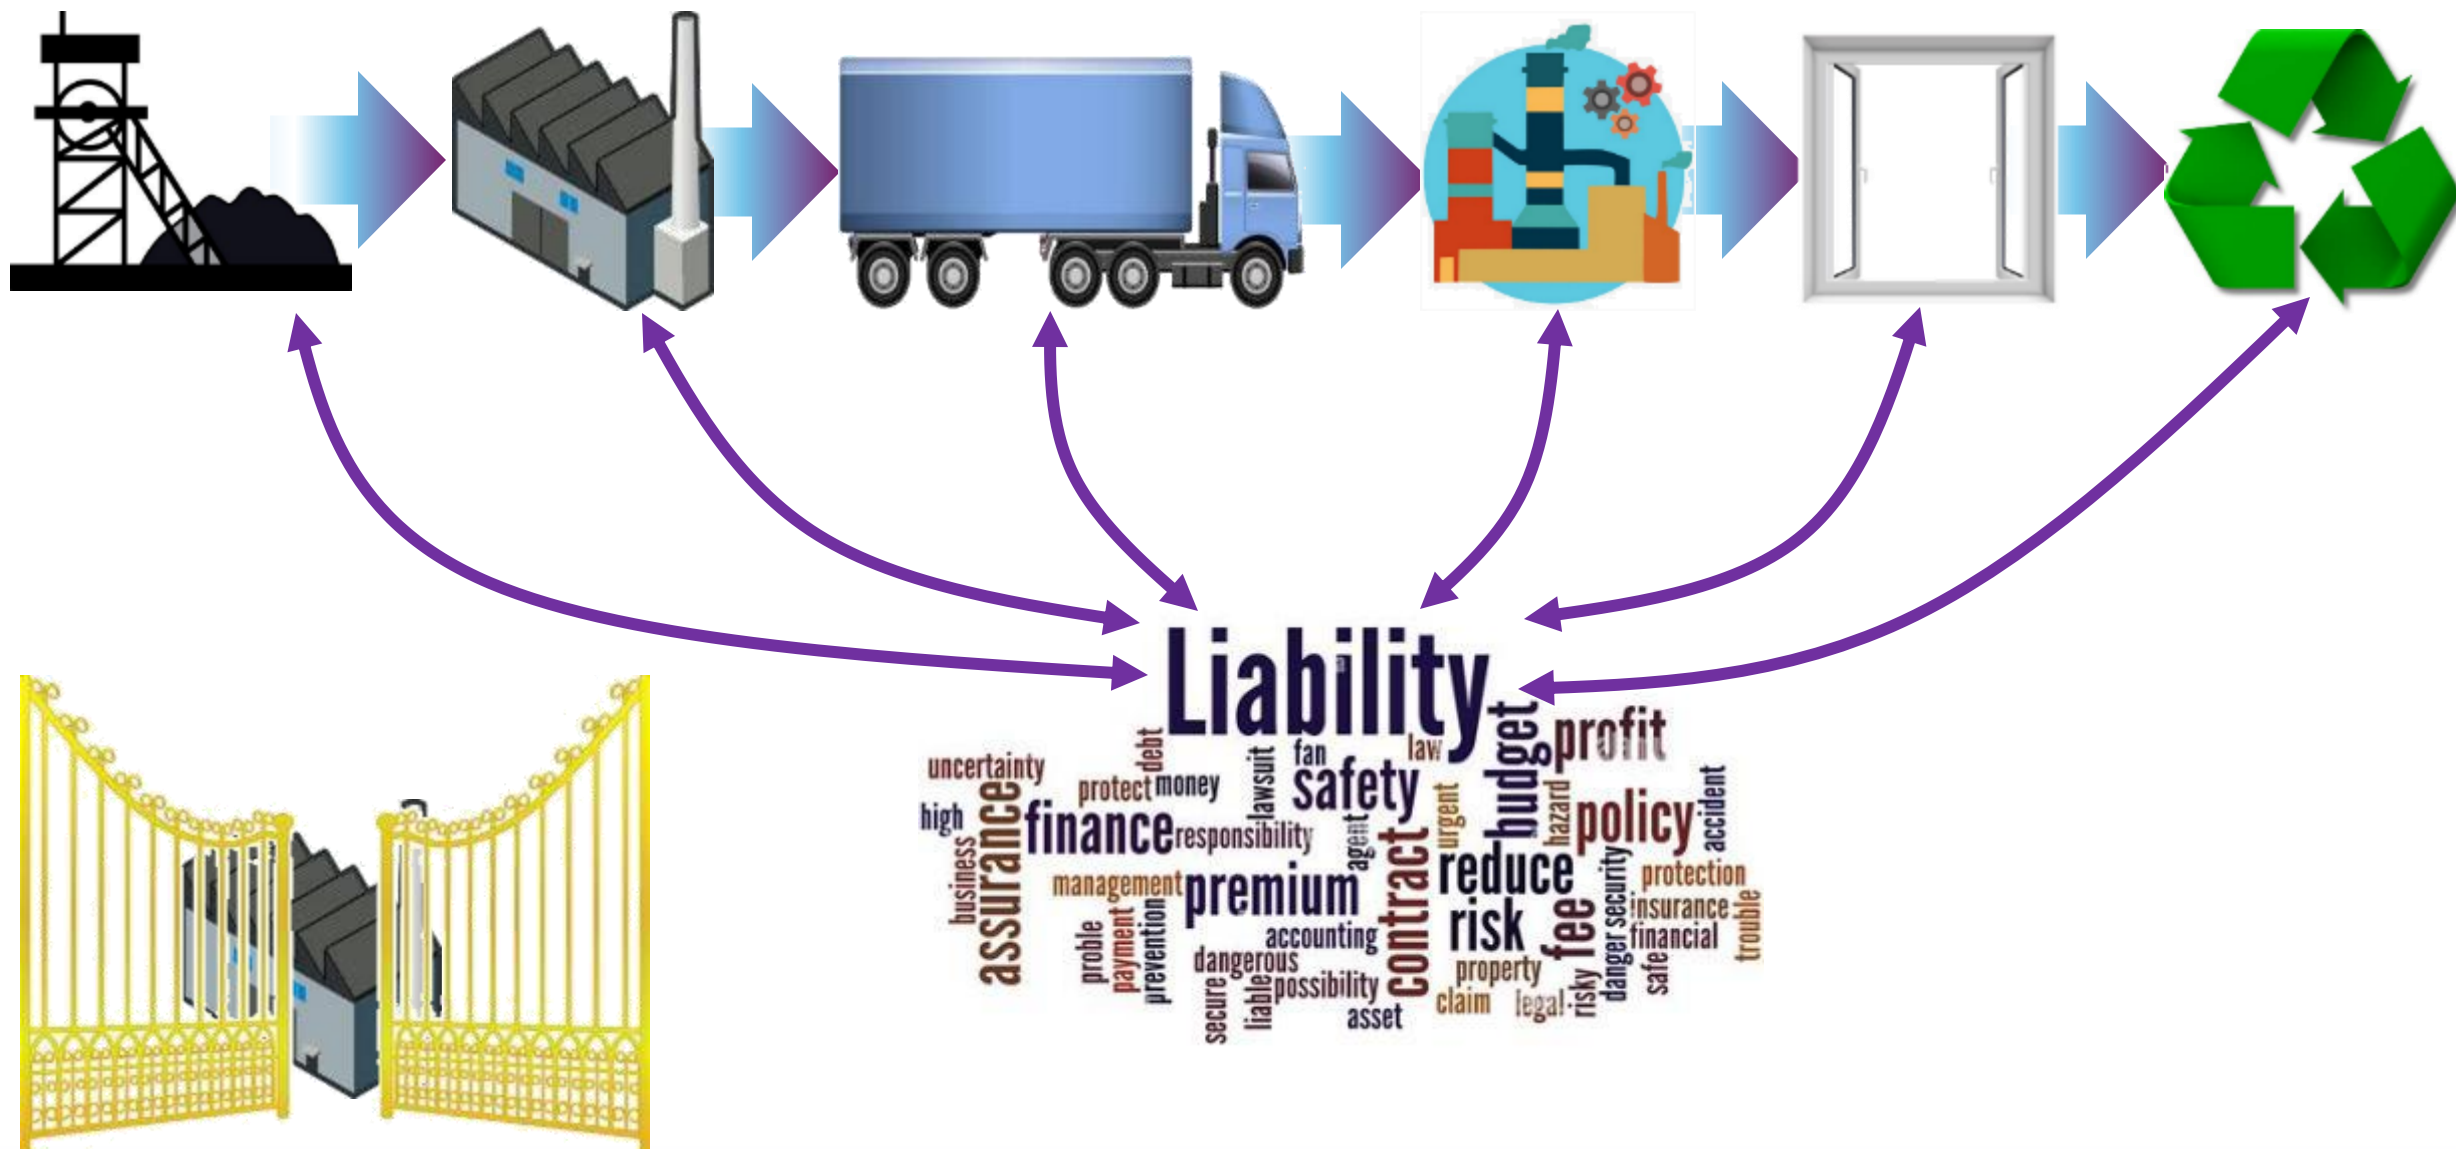 Liability
budget
profit
debt
law
fan
uncertainty
protect
money
lawsuit
safety
urgent
hazard
policy
accident
high
assurance
finance
responsibility
agent
business
management
premium
contract
reduce
risk
fee
security
danger
protection
insurance
financial
trouble
proble
payment
prevention
accounting
dangerous
possibility
property
safe
secure
liable
asset
claim
legal
risky